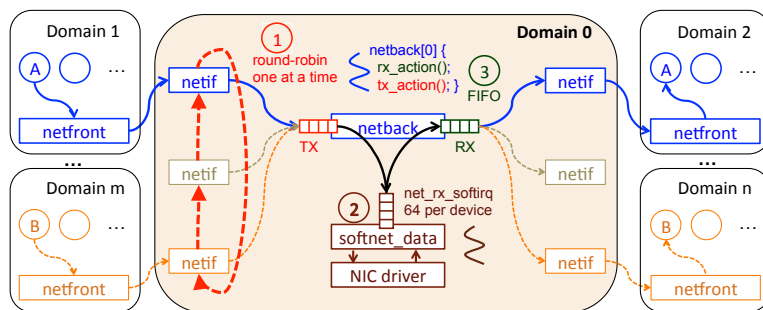 Domain 1
A
...
netfront
...
Domain m
B
...
netfront
Domain 0
1
round-robin
one at a time
netback[0] {
rx_action();
tx_action(); }
3
FIFO
netif
netif
netif
TX
netback
RX
2
net_rx_softirq
64 per device
softnet_data
NIC driver
netif
netif
netif
Domain 2
A
...
netfront
...
Domain n
B
...
netfront